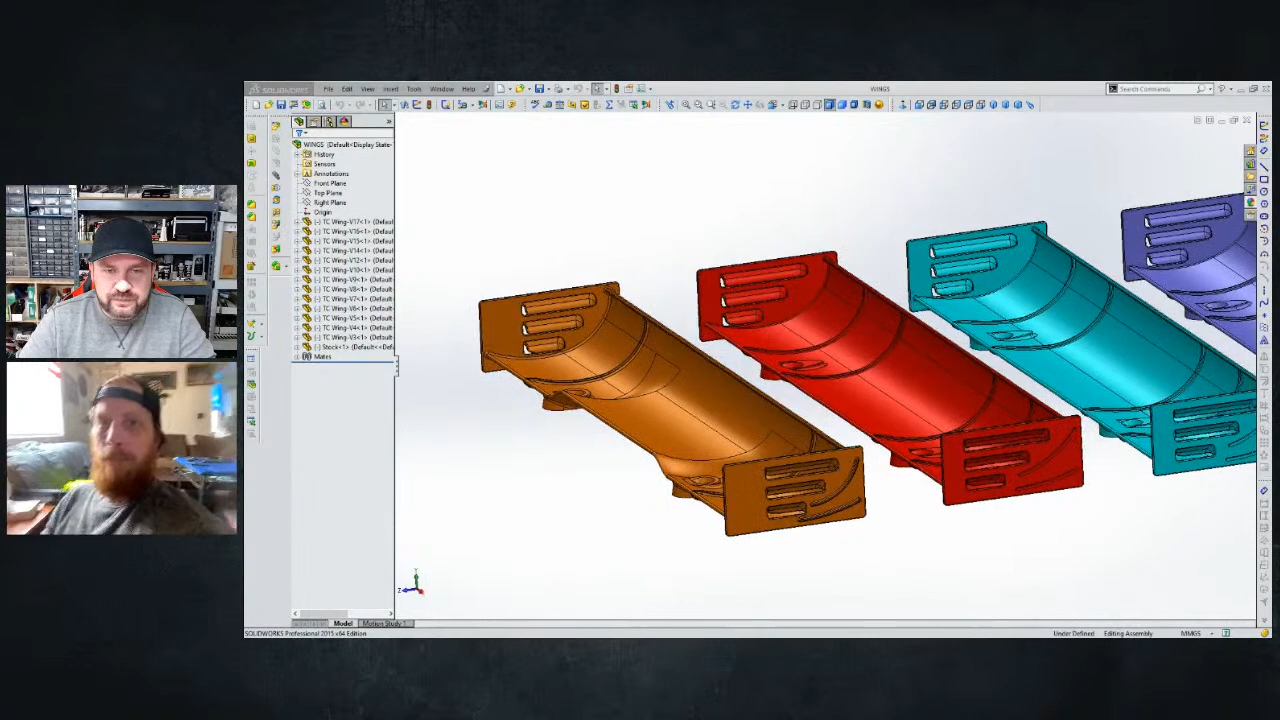 SOLIDWORKS File Edit View Insert Tools Window Help WINGS Search Commands
WINGS (Default<Display State-
History
Sensors
Annotations
Front Plane
Top Plane
Right Plane
Origin
(-) TC Wing-V17<1> (Default
(-) TC Wing-V16<1> (Default
(-) TC Wing-V15<1> (Default
(-) TC Wing-V14<1> (Default
(-) TC Wing-V12<1> (Default
(-) TC Wing-V10<1> (Default
(-) TC Wing-V9<1> (Default
(-) TC Wing-V8<1> (Default
(-) TC Wing-V7<1> (Default
(-) TC Wing-V6<1> (Default
(-) TC Wing-V5<1> (Default
(-) TC Wing-V4<1> (Default
(-) TC Wing-V3<1> (Default
(-) Stock<1> (Default<<Def
Mates
Y
Z
Model Motion Study 1
SOLIDWORKS Professional 2015 x64 Edition Under Defined Editing Assembly MMGS